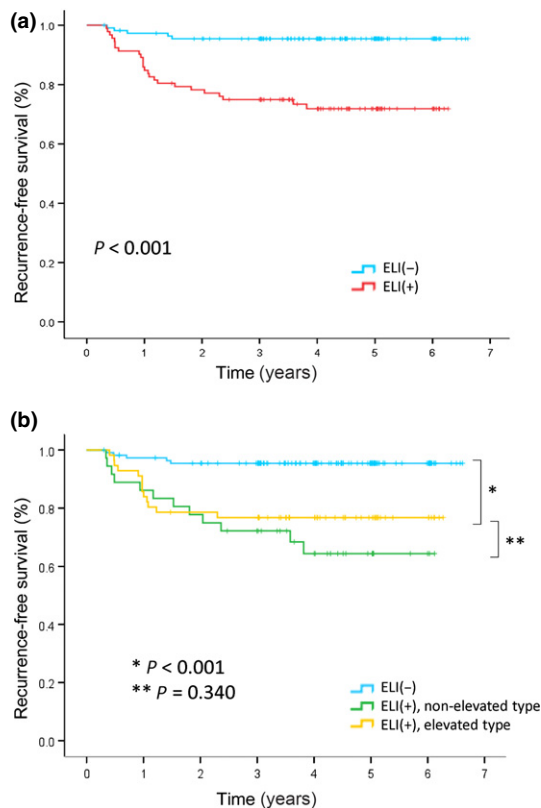 (a)
Recurrence-free survival (%)
1.0
0.8
0.6
0.4
0.2
0.0
P < 0.001
ELI(−)
ELI(+)
0 1 2 3 4 5 6 7
Time (years)
(b)
Recurrence-free survival (%)
1.0
0.8
0.6
0.4
0.2
0.0
*
**
* P < 0.001
** P = 0.340
ELI(−)
ELI(+), non-elevated type
ELI(+), elevated type
0 1 2 3 4 5 6 7
Time (years)